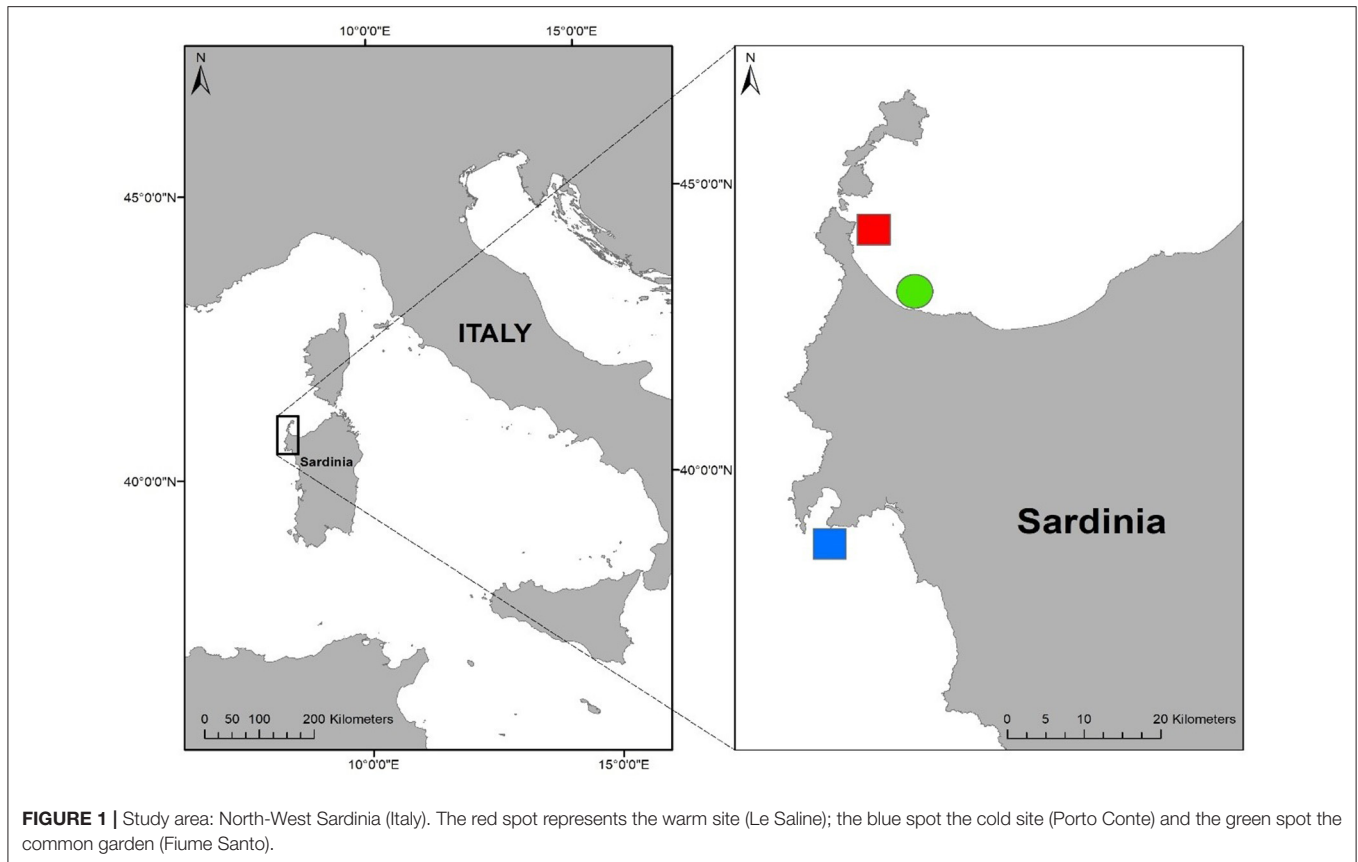 10°0'0"E 15°0'0"E
N
N
45°0'0"N
45°0'0"N
ITALY
Sardinia
40°0'0"N
40°0'0"N
Sardinia
0 50 100 200 Kilometers
0 5 10 20 Kilometers
10°0'0"E 15°0'0"E
FIGURE 1 | Study area: North-West Sardinia (Italy). The red spot represents the warm site (Le Saline); the blue spot the cold site (Porto Conte) and the green spot the
common garden (Fiume Santo).